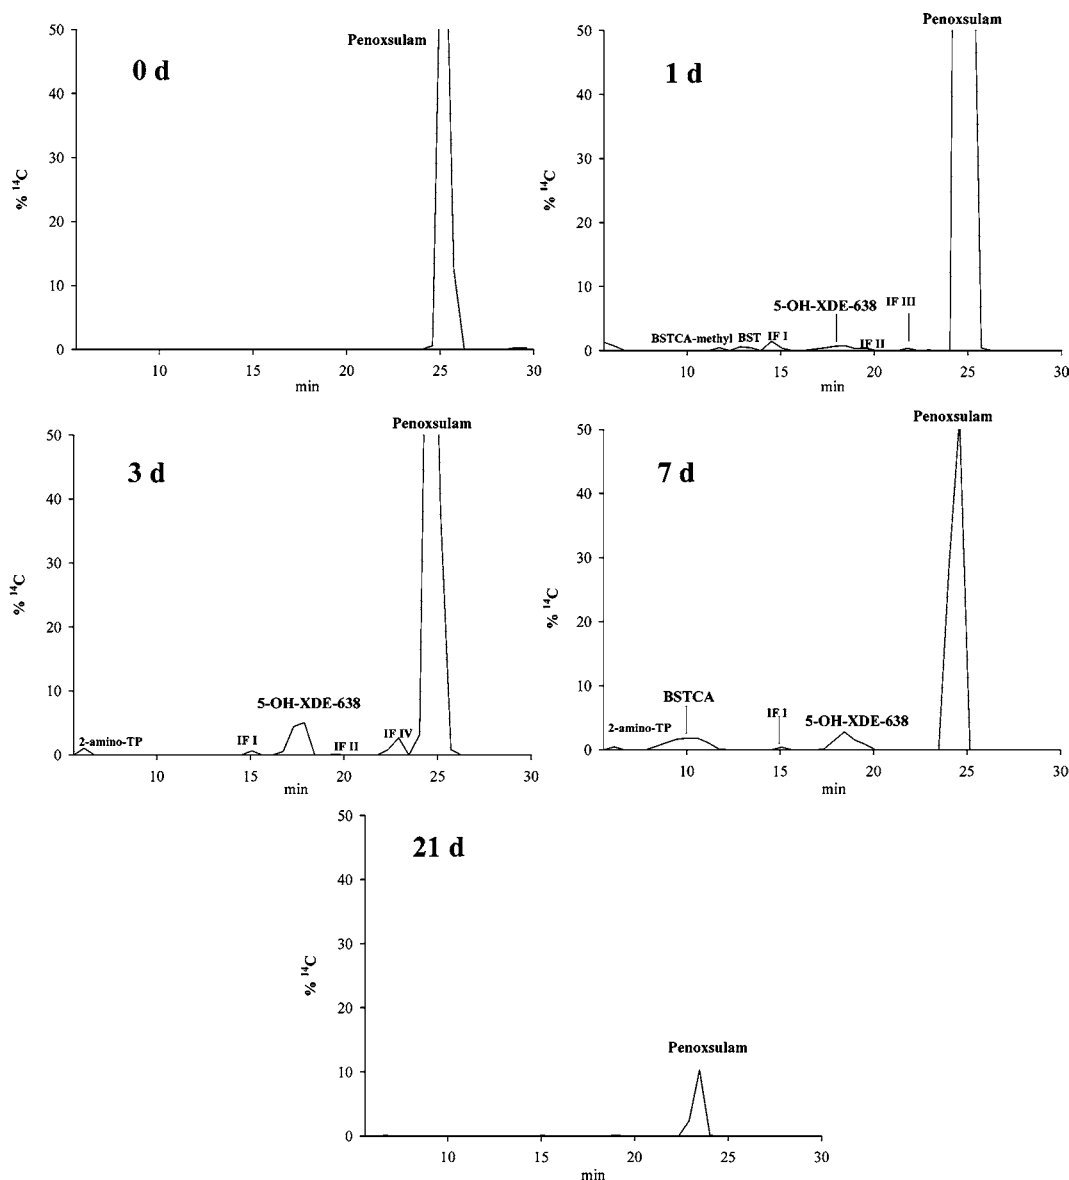 50
Penoxsulam
0 d
40
30
% ¹⁴C
20
10
0
10 15 20 25 30
min
Penoxsulam
50
1 d
40
30
% ¹⁴C
20
10
5-OH-XDE-638 IF III
BSTCA-methyl BST IF I IF II
0
10 15 20 25 30
min
Penoxsulam
50
3 d
40
30
% ¹⁴C
20
10
5-OH-XDE-638
2-amino-TP IF I IF II IF IV
0
10 15 20 25 30
min
Penoxsulam
50
7 d
40
30
% ¹⁴C
20
10
BSTCA
2-amino-TP IF I 5-OH-XDE-638
0
10 15 20 25 30
min
50
21 d
40
30
% ¹⁴C
20
Penoxsulam
10
0
10 15 20 25 30
min